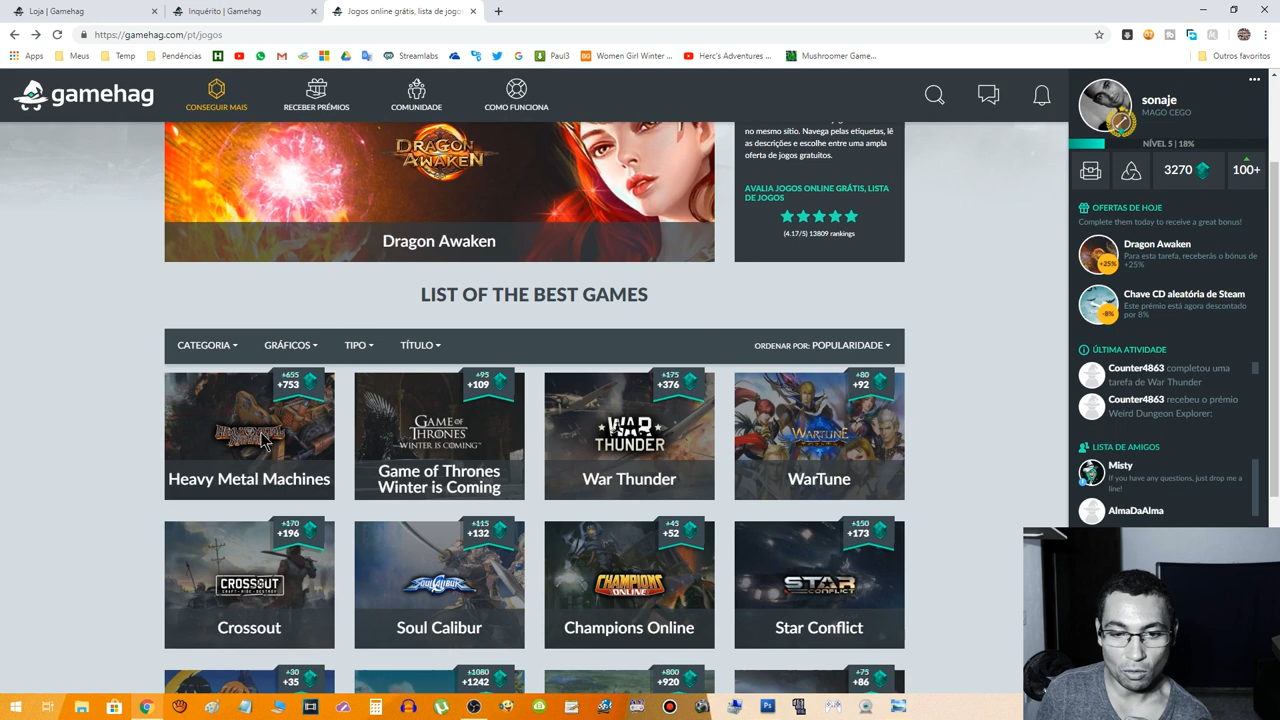 Loja | Gamehag
Inquérito | Gamehag
Jogos online grátis, lista de jogos
https://gamehag.com/pt/jogos
Apps
Meus
Temp
Pendências
Streamlabs
Paul3
Women Girl Winter ...
Herc's Adventures ...
Mushroomer Game...
Outros favoritos
gamehag
CONSEGUIR MAIS
RECEBER PRÉMIOS
COMUNIDADE
COMO FUNCIONA
sonaje
MAGO CEGO
NÍVEL 5 | 18%
3270
100+
DRAGON
AWAKEN
Dragon Awaken
no mesmo sítio. Navega pelas etiquetas, lê
as descrições e escolhe entre uma ampla
oferta de jogos gratuitos.
AVALIA JOGOS ONLINE GRÁTIS, LISTA
DE JOGOS
(4.17/5) 13809 rankings
OFERTAS DE HOJE
Complete them today to receive a great bonus!
Dragon Awaken
Para esta tarefa, receberás o bónus de
+25%
+25%
Chave CD aleatória de Steam
Este prémio está agora descontado
por 8%
-8%
ÚLTIMA ATIVIDADE
Counter4863 completou uma
tarefa de War Thunder
Counter4863 recebeu o prémio
Weird Dungeon Explorer:
LISTA DE AMIGOS
Misty
If you have any questions, just drop me a
line!
AlmaDaAlma
LIST OF THE BEST GAMES
CATEGORIA
GRÁFICOS
TIPO
TÍTULO
ORDENAR POR: POPULARIDADE
+655
+753
Heavy Metal Machines
+95
+109
GAME OF
THRONES
WINTER IS COMING
Game of Thrones
Winter is Coming
+175
+376
WAR
THUNDER
War Thunder
+80
+92
WARTUNE
WarTune
+170
+196
CROSSOUT
CRAFT · RIDE · DESTROY
Crossout
+115
+132
SOULCALIBUR
Soul Calibur
+45
+52
CHAMPIONS
ONLINE
Champions Online
+150
+173
STAR
CONFLICT
Star Conflict
+30
+35
+1080
+1242
+800
+920
+75
+86